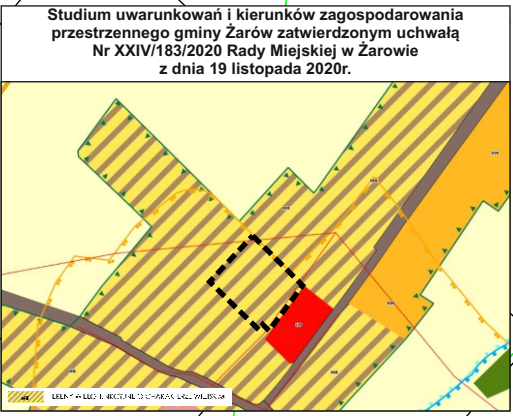 Studium uwarunkowań i kierunków zagospodarowania
przestrzennego gminy Żarów zatwierdzonym uchwałą
Nr XXIV/183/2020 Rady Miejskiej w Żarowie
z dnia 19 listopada 2020r.